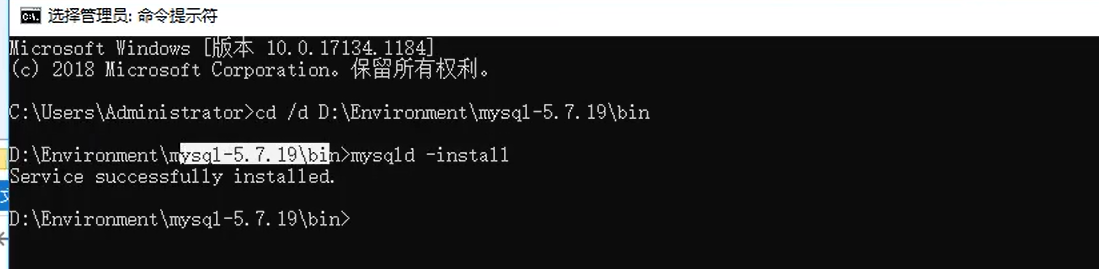 选择管理员: 命令提示符
Microsoft Windows [版本 10.0.17134.1184]
(c) 2018 Microsoft Corporation。保留所有权利。
C:\Users\Administrator>cd /d D:\Environment\mysql-5.7.19\bin
D:\Environment\mysql-5.7.19\bin>mysqld -install
Service successfully installed.
D:\Environment\mysql-5.7.19\bin>